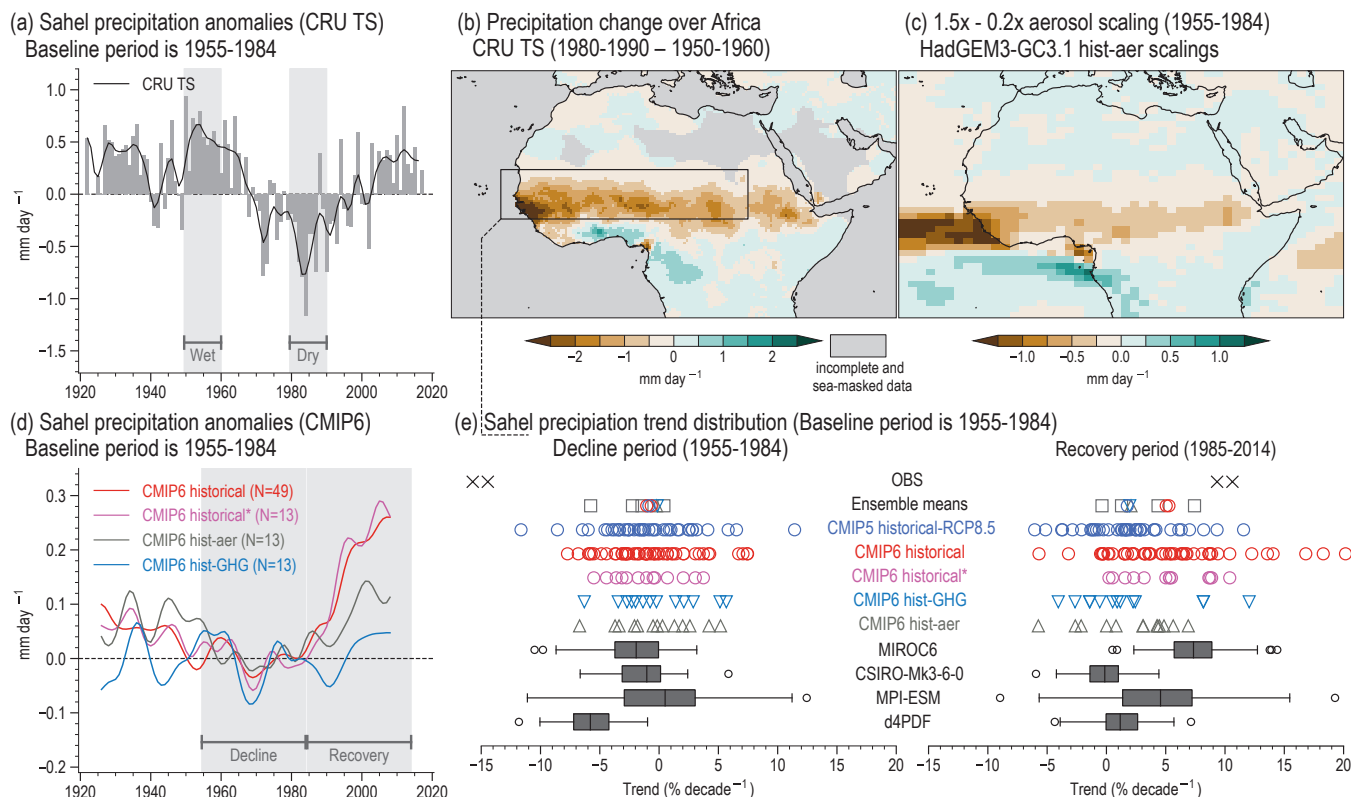 (a) Sahel precipitation anomalies (CRU TS)
Baseline period is 1955-1984
CRU TS
1.0
0.5
0.0
−0.5
−1.0
−1.5
mm day −1
Wet
Dry
1920 1940 1960 1980 2000 2020
(b) Precipitation change over Africa
CRU TS (1980-1990 – 1950-1960)
−2 −1 0 1 2
mm day −1
incomplete and
sea-masked data
(c) 1.5x - 0.2x aerosol scaling (1955-1984)
HadGEM3-GC3.1 hist-aer scalings
−1.0 −0.5 0.0 0.5 1.0
mm day −1
(d) Sahel precipitation anomalies (CMIP6)
Baseline period is 1955-1984
CMIP6 historical (N=49)
CMIP6 historical* (N=13)
CMIP6 hist-aer (N=13)
CMIP6 hist-GHG (N=13)
0.3
0.2
0.1
0.0
−0.1
−0.2
mm day −1
Decline
Recovery
1920 1940 1960 1980 2000 2020
(e) Sahel precipiation trend distribution (Baseline period is 1955-1984)
Decline period (1955-1984)
Recovery period (1985-2014)
OBS
Ensemble means
CMIP5 historical-RCP8.5
CMIP6 historical
CMIP6 historical*
CMIP6 hist-GHG
CMIP6 hist-aer
MIROC6
CSIRO-Mk3-6-0
MPI-ESM
d4PDF
−15 −10 −5 0 5 10 15 20
Trend (% decade−1)
−10 −5 0 5 10 15 20
Trend (% decade−1)